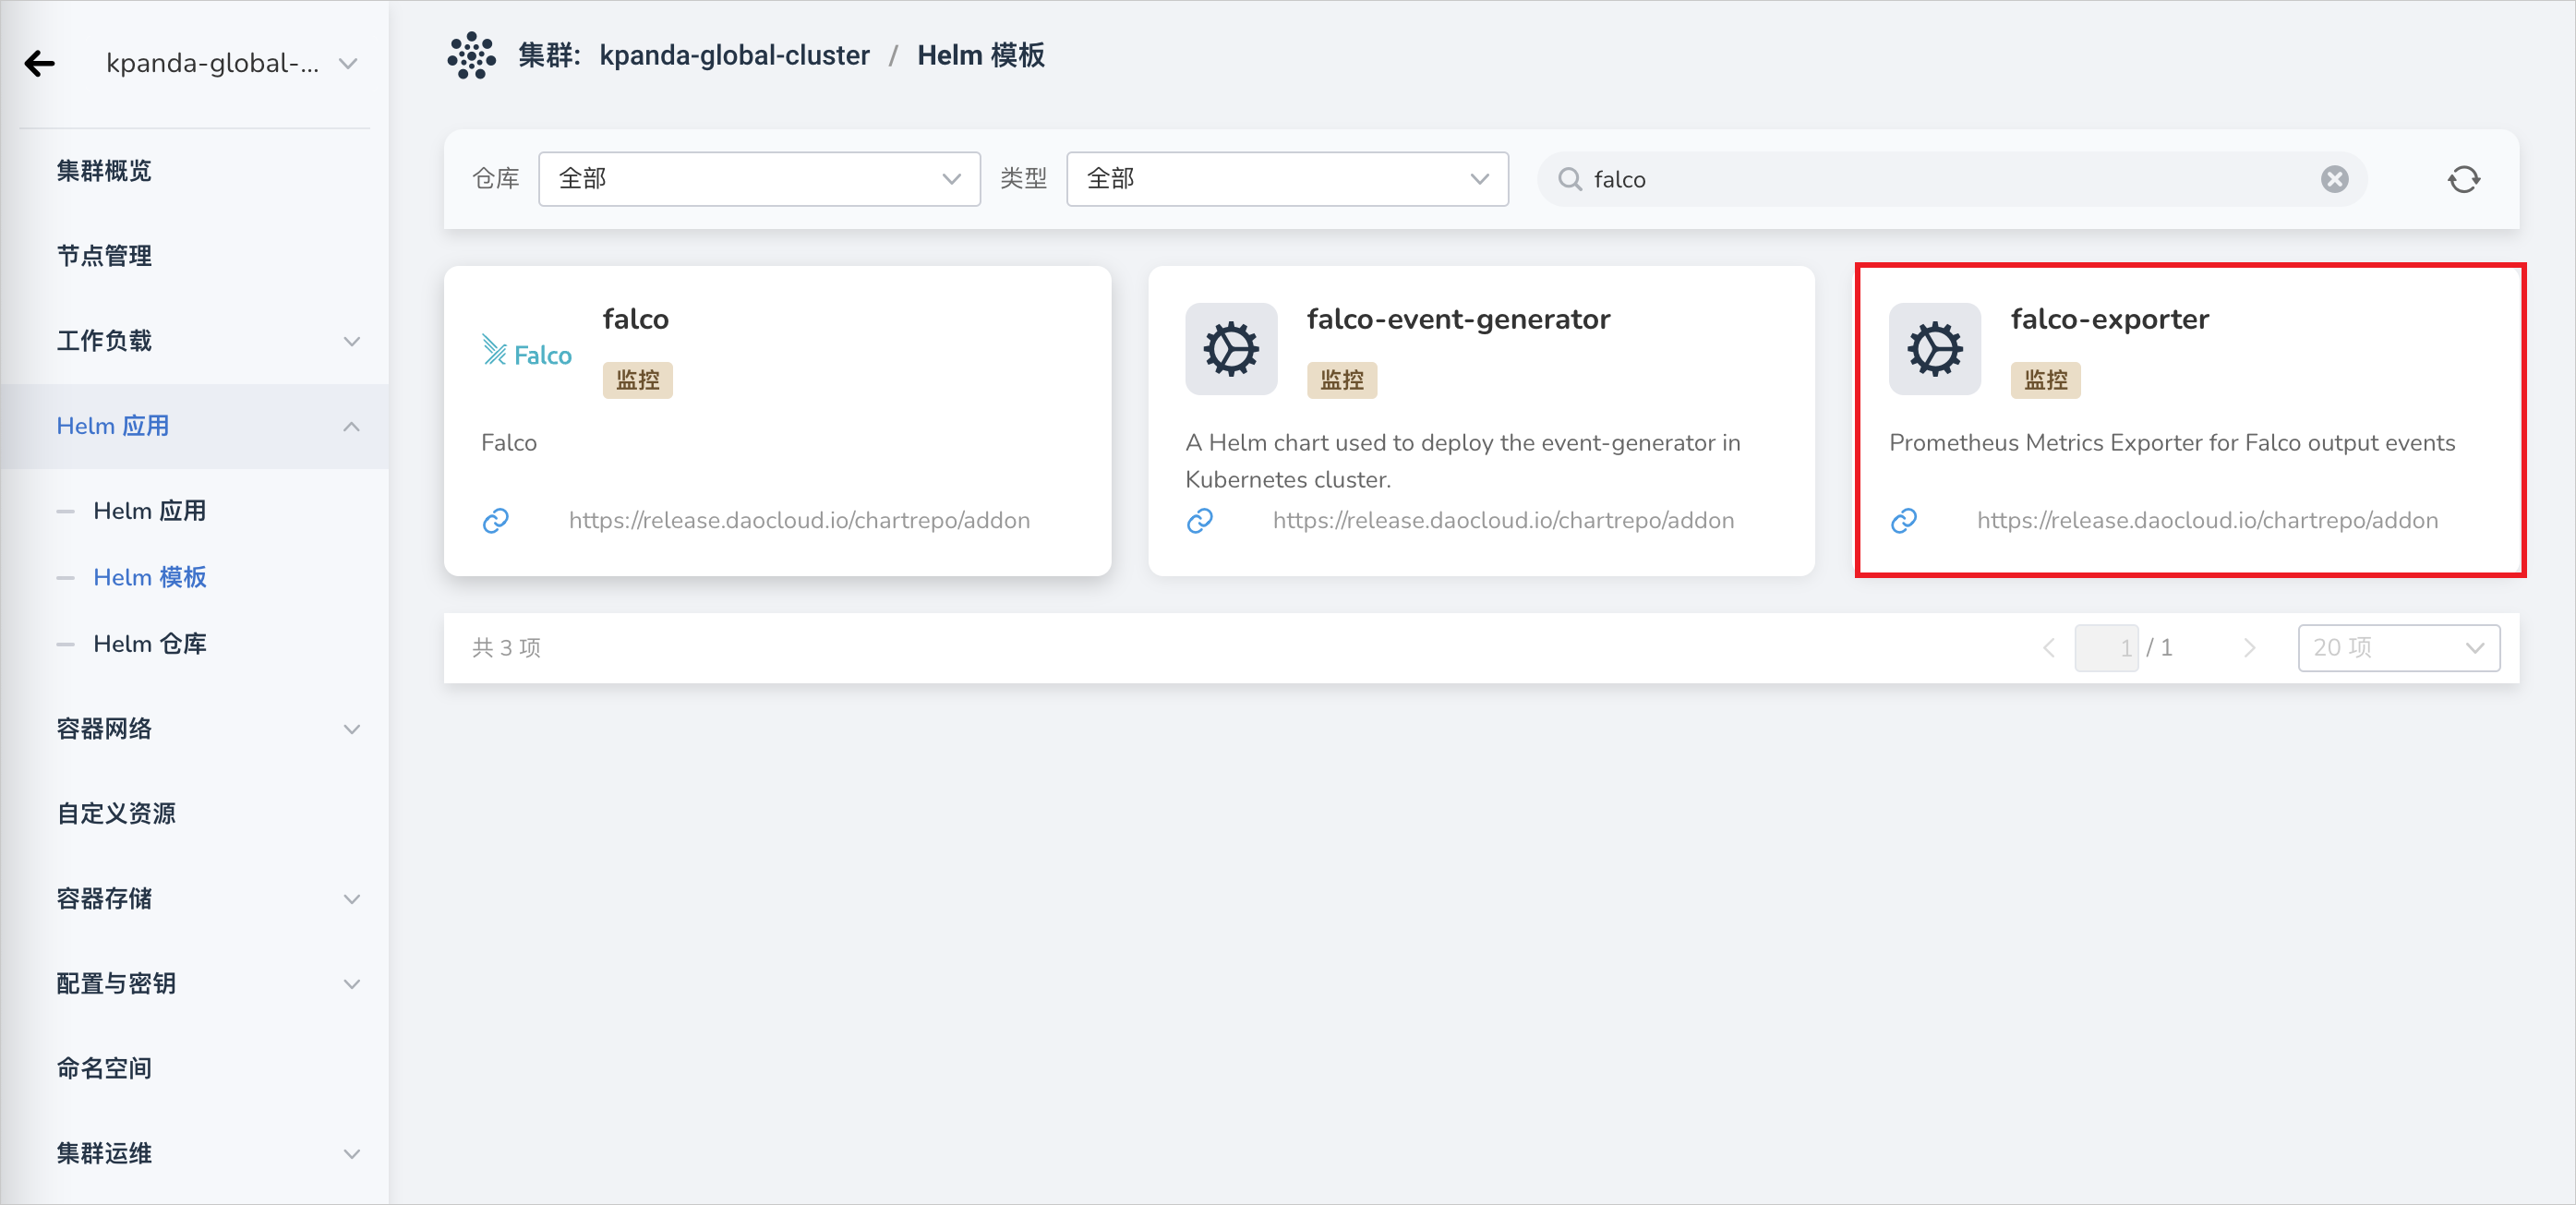 kpanda-global-...
集群概览
节点管理
工作负载
Helm 应用
Helm 应用
Helm 模板
Helm 仓库
容器网络
自定义资源
容器存储
配置与密钥
命名空间
集群运维
集群: kpanda-global-cluster / Helm 模板
仓库 全部 类型 全部 falco
falco
Falco
监控
Falco
https://release.daocloud.io/chartrepo/addon
falco-event-generator
监控
A Helm chart used to deploy the event-generator in
Kubernetes cluster.
https://release.daocloud.io/chartrepo/addon
falco-exporter
监控
Prometheus Metrics Exporter for Falco output events
https://release.daocloud.io/chartrepo/addon
共 3 项 1 / 1 20 项